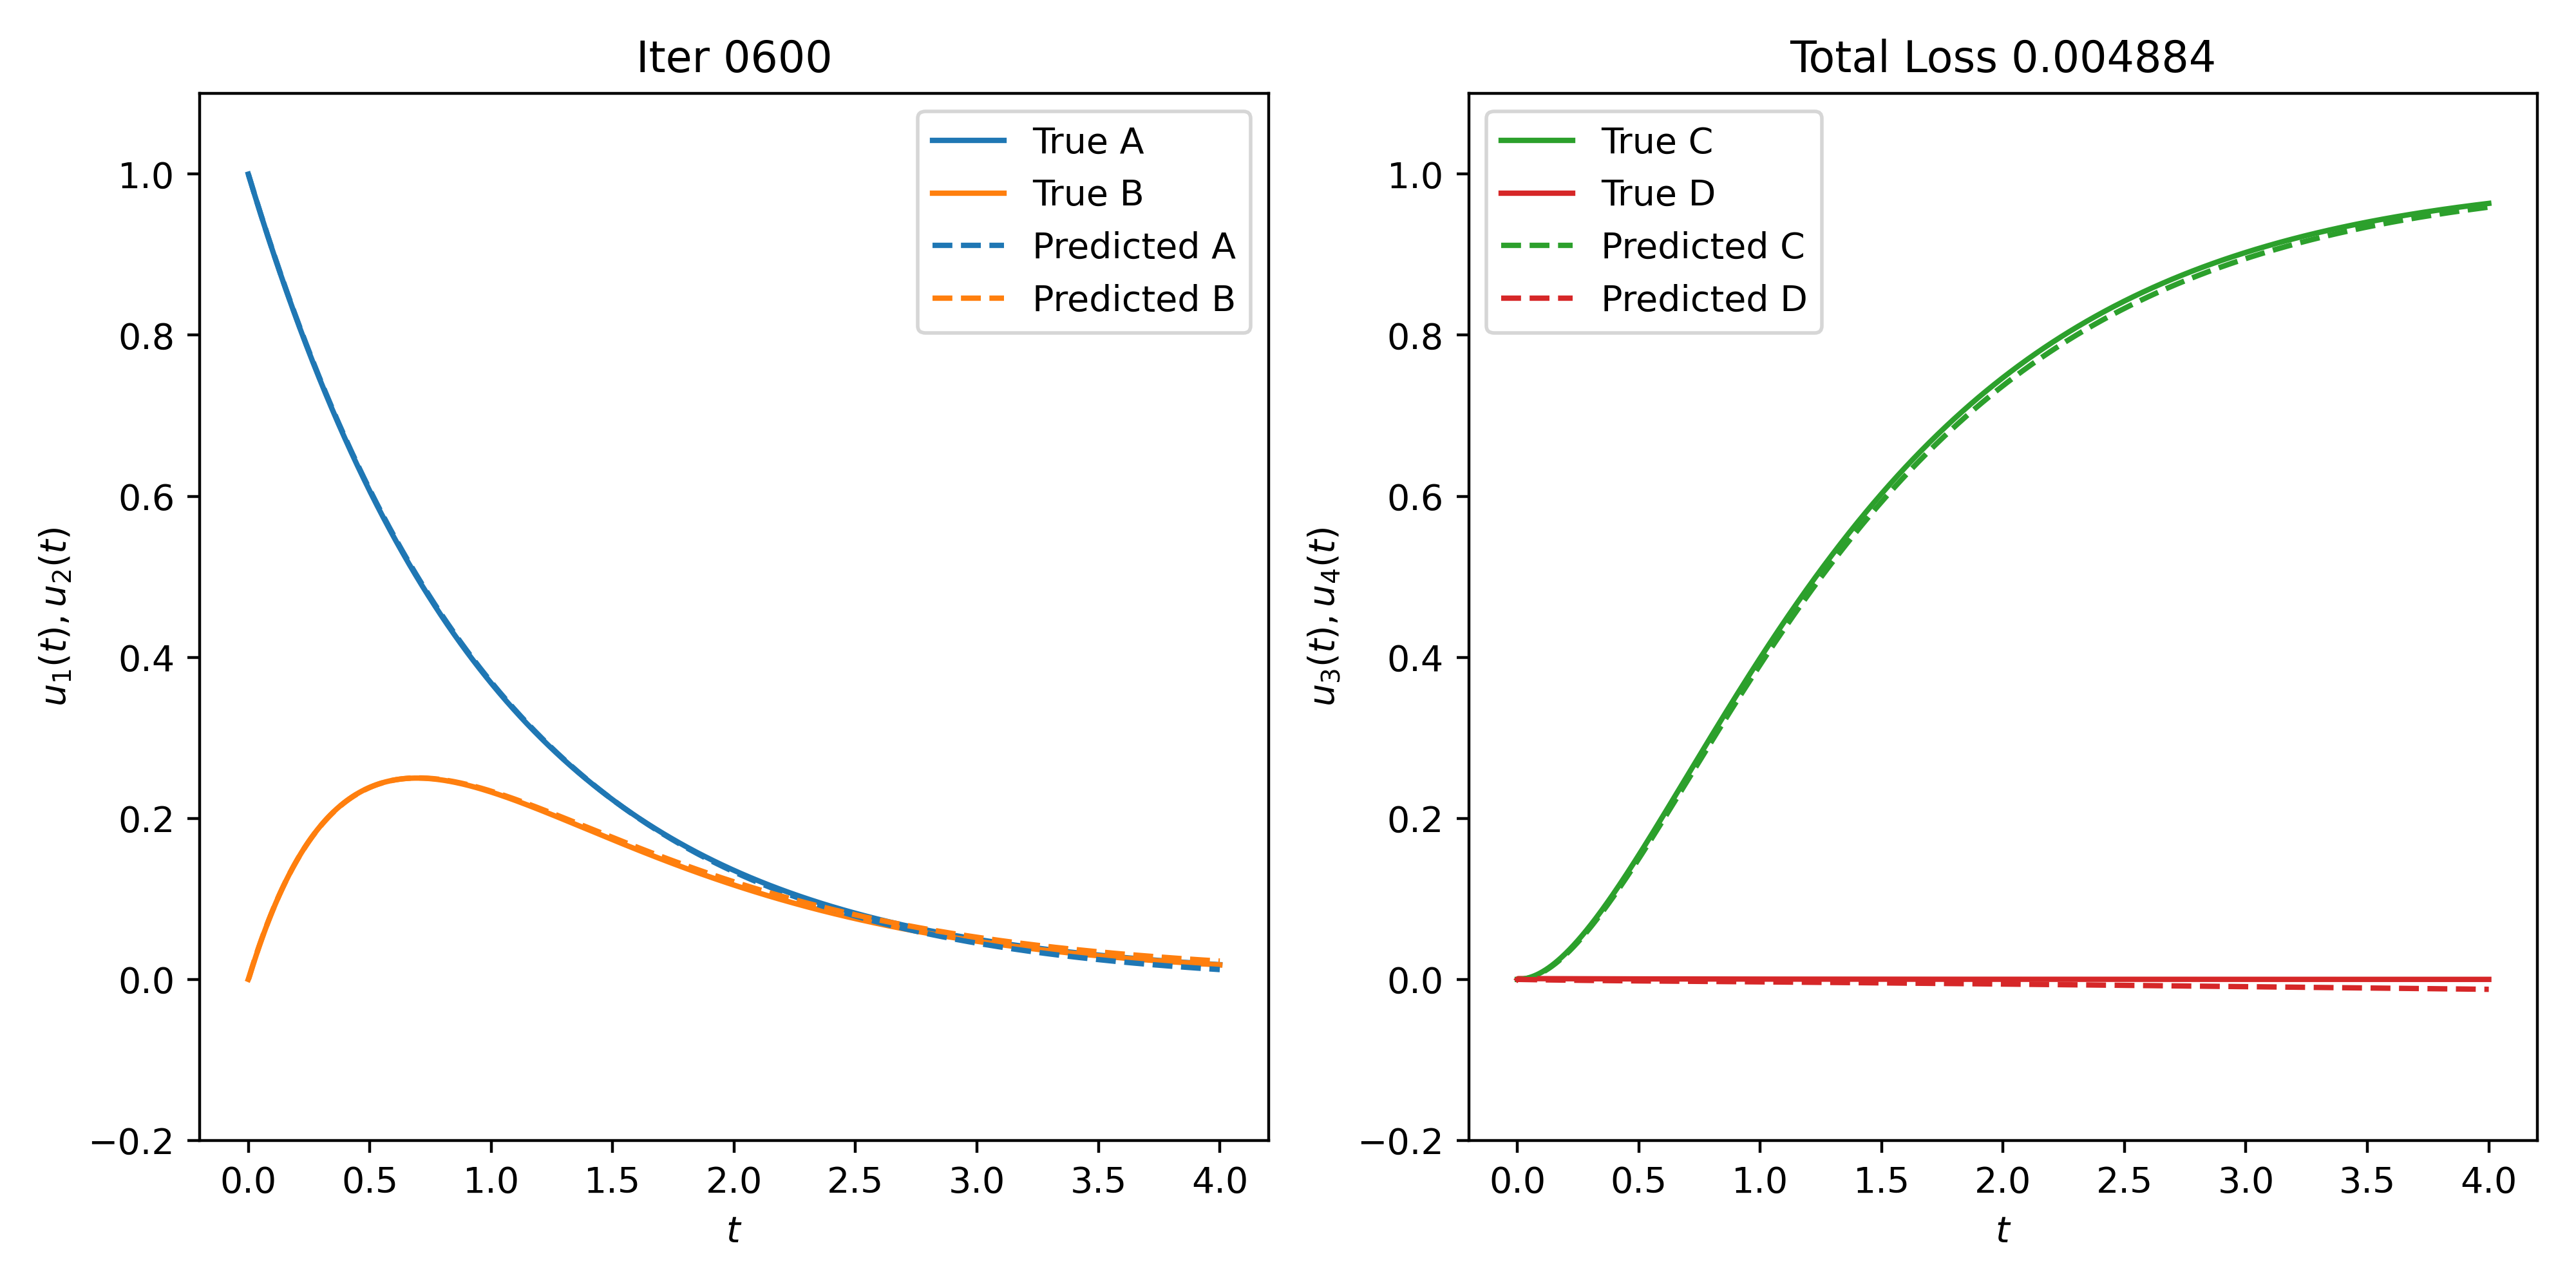 Iter 0600
u₁(t), u₂(t)
1.0
0.8
0.6
0.4
0.2
0.0
−0.2
0.0 0.5 1.0 1.5 2.0 2.5 3.0 3.5 4.0
t
True A
True B
Predicted A
Predicted B
Total Loss 0.004884
u₃(t), u₄(t)
1.0
0.8
0.6
0.4
0.2
0.0
−0.2
0.0 0.5 1.0 1.5 2.0 2.5 3.0 3.5 4.0
t
True C
True D
Predicted C
Predicted D